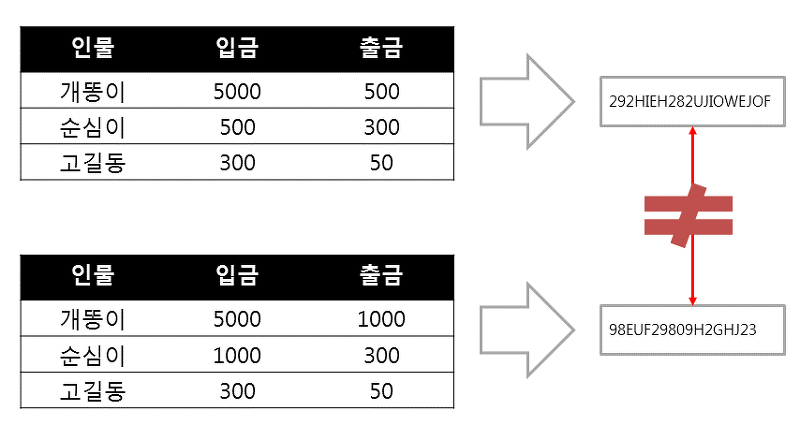 인물 입금 출금
개똥이 5000 500
순심이 500 300
고길동 300 50
292HIEH282UJIOWEJOF
≠
인물 입금 출금
개똥이 5000 1000
순심이 1000 300
고길동 300 50
98EUF29809H2GHJ23